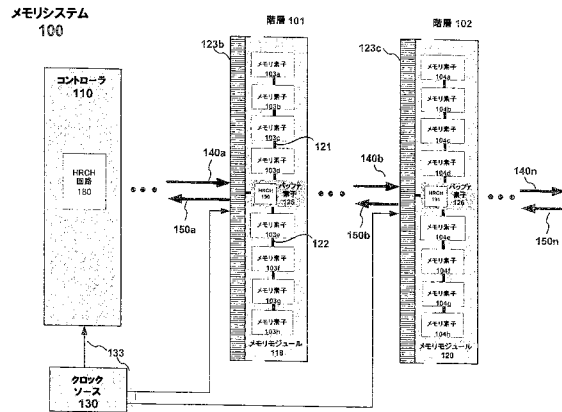 メモリシステム
100
コントローラ
110
HRCH
回路
180
クロック
ソース
130
133
140a
150a
階層 101
123b
メモリ素子
103a
メモリ素子
103b
メモリ素子
103c
121
メモリ素子
103d
HRCH
バッファ
素子
125
122
メモリ素子
103e
メモリ素子
103f
メモリ素子
103g
メモリ素子
103h
メモリモジュール
118
140b
150b
階層 102
123c
メモリ素子
104a
メモリ素子
104b
メモリ素子
104c
メモリ素子
104d
HRCH
バッファ
素子
126
メモリ素子
104e
メモリ素子
104f
メモリ素子
104g
メモリ素子
104h
メモリモジュール
120
140n
150n